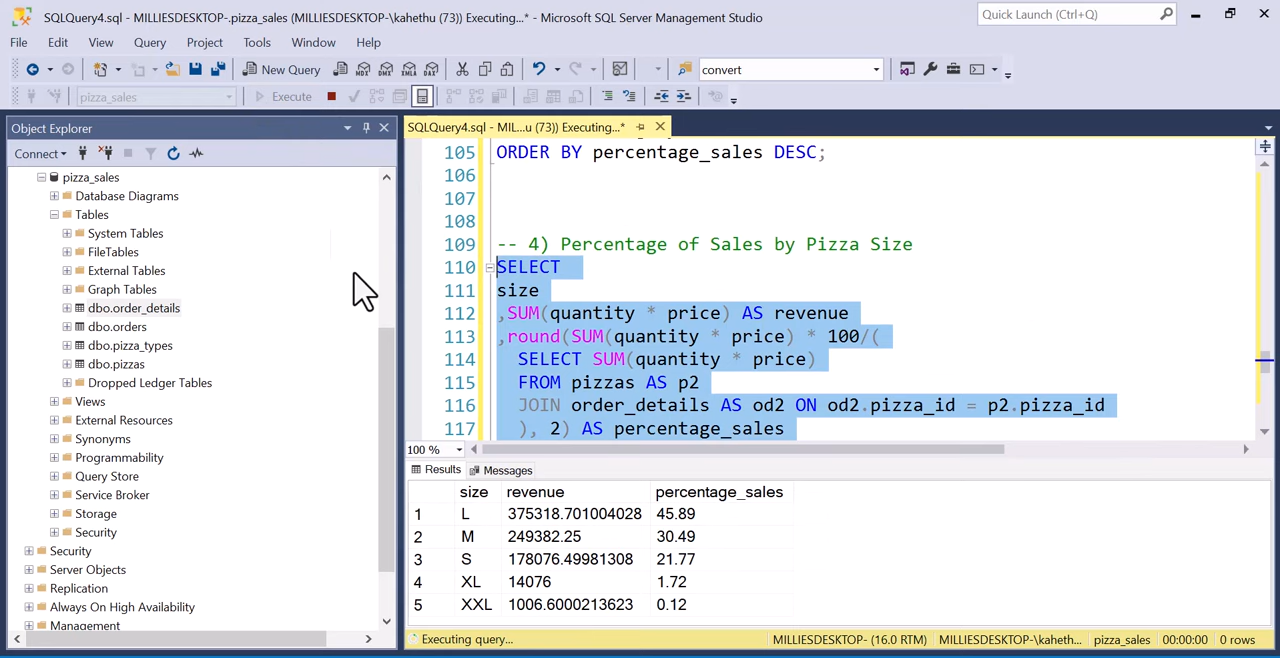 SQLQuery4.sql - MILLIESDESKTOP-.pizza_sales (MILLIESDESKTOP-\kahethu (73)) Executing...* - Microsoft SQL Server Management Studio
Quick Launch (Ctrl+Q)
File Edit View Query Project Tools Window Help
New Query MDX DMX XMLA DAX convert
pizza_sales Execute
Object Explorer
SQLQuery4.sql - MIL...u (73)) Executing...*
Connect
pizza_sales
Database Diagrams
Tables
System Tables
FileTables
External Tables
Graph Tables
dbo.order_details
dbo.orders
dbo.pizza_types
dbo.pizzas
Dropped Ledger Tables
Views
External Resources
Synonyms
Programmability
Query Store
Service Broker
Storage
Security
Security
Server Objects
Replication
Always On High Availability
Management
105 ORDER BY percentage_sales DESC;
106
107
108
109 -- 4) Percentage of Sales by Pizza Size
110 SELECT
111 size
112 ,SUM(quantity * price) AS revenue
113 ,round(SUM(quantity * price) * 100/(
114 SELECT SUM(quantity * price)
115 FROM pizzas AS p2
116 JOIN order_details AS od2 ON od2.pizza_id = p2.pizza_id
117 ), 2) AS percentage_sales
100 %
Results Messages
size revenue percentage_sales
1 L 375318.701004028 45.89
2 M 249382.25 30.49
3 S 178076.49981308 21.77
4 XL 14076 1.72
5 XXL 1006.6000213623 0.12
Executing query... MILLIESDESKTOP- (16.0 RTM) MILLIESDESKTOP-\kaheth... pizza_sales 00:00:00 0 rows